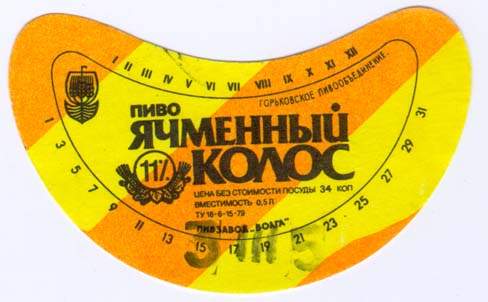 I II III IV V VI VII VIII IX X XI XII
ГОРЬКОВСКОЕ ПИВООБЪЕДИНЕНИЕ.
ПИВО
ЯЧМЕННЫЙ
11%
КОЛОС
ЦЕНА БЕЗ СТОИМОСТИ ПОСУДЫ 34 КОП
ВМЕСТИМОСТЬ 0,5 Л
ТУ 18-6-15-79
ПИВЗАВОД „ВОЛГА"
1 3 5 7 9 11 13 15 17 19 21 23 25 27 29 31